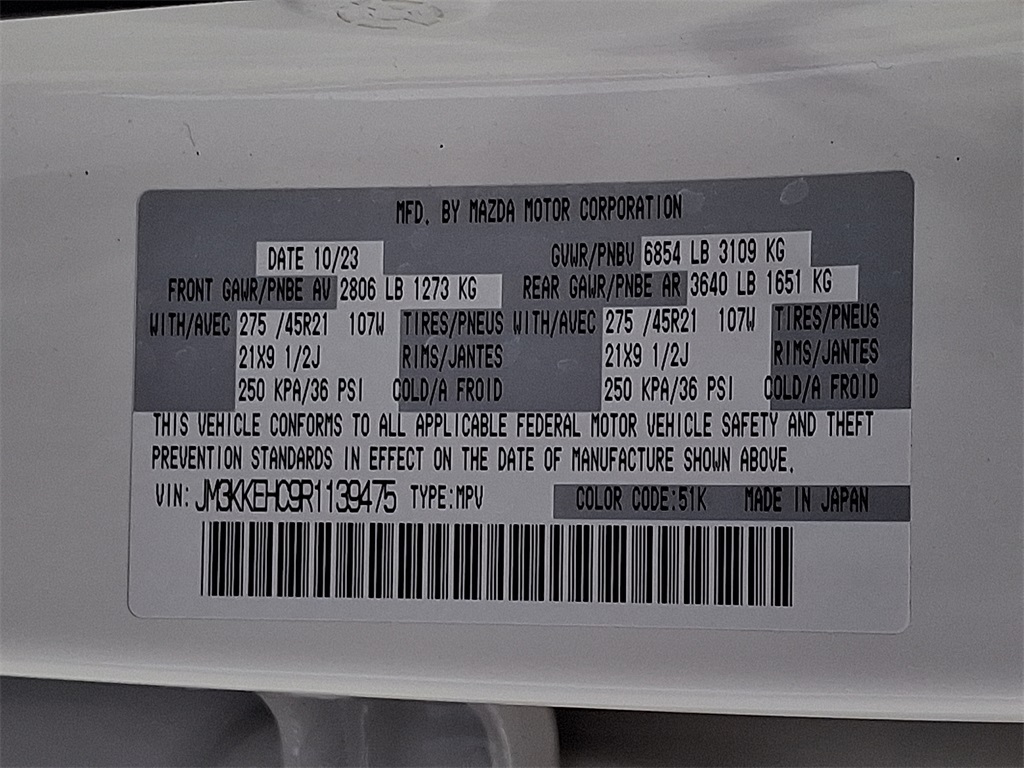 MFD. BY MAZDA MOTOR CORPORATION
DATE 10/23 GVWR/PNBV 6854 LB 3109 KG
FRONT GAWR/PNBE AV 2806 LB 1273 KG REAR GAWR/PNBE AR 3640 LB 1651 KG
WITH/AVEC 275 /45R21 107W TIRES/PNEUS WITH/AVEC 275 /45R21 107W TIRES/PNEUS
21X9 1/2J RIMS/JANTES 21X9 1/2J RIMS/JANTES
250 KPA/36 PSI COLD/A FROID 250 KPA/36 PSI COLD/A FROID
THIS VEHICLE CONFORMS TO ALL APPLICABLE FEDERAL MOTOR VEHICLE SAFETY AND THEFT
PREVENTION STANDARDS IN EFFECT ON THE DATE OF MANUFACTURE SHOWN ABOVE.
VIN: JM3KKEHC9R1139475 TYPE:MPV COLOR CODE:51K MADE IN JAPAN